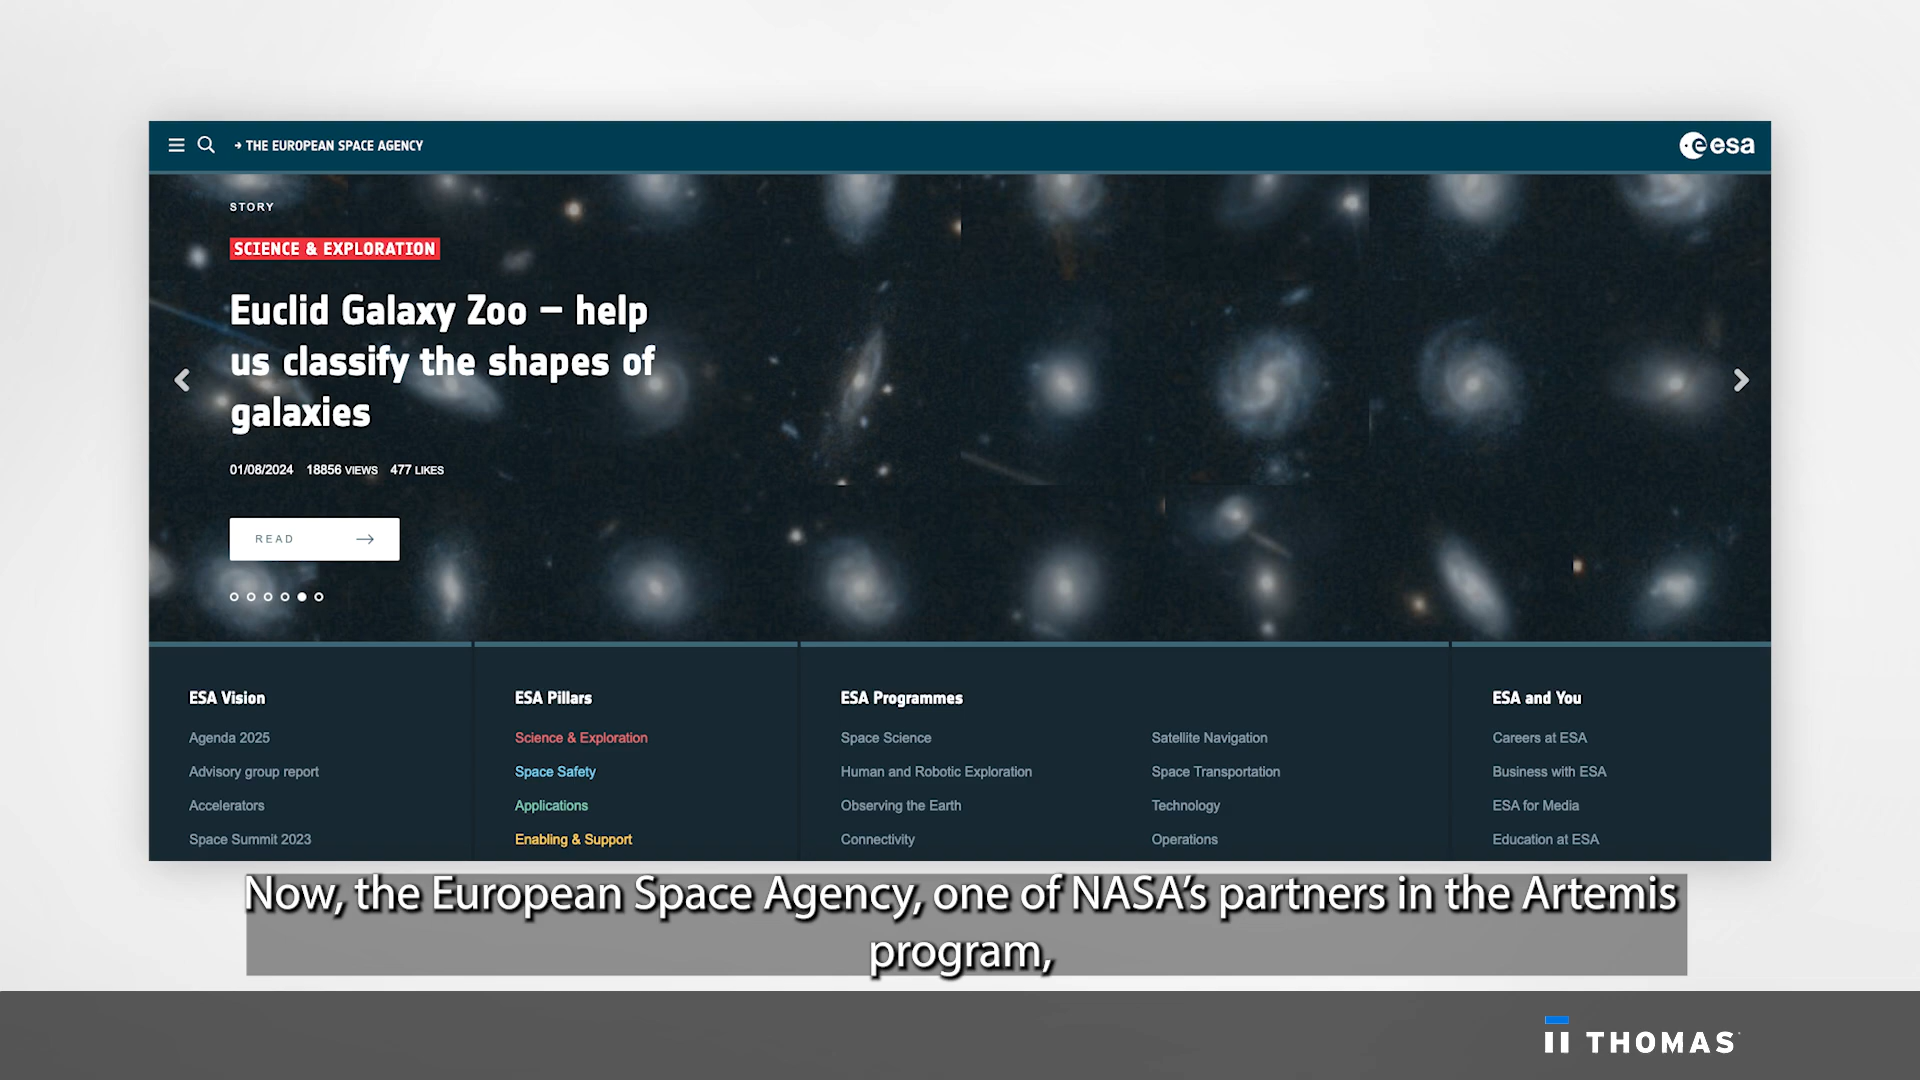 → THE EUROPEAN SPACE AGENCY
esa
STORY
SCIENCE & EXPLORATION
Euclid Galaxy Zoo – help
us classify the shapes of
galaxies
01/08/2024 18856 VIEWS 477 LIKES
READ →
ESA Vision
Agenda 2025
Advisory group report
Accelerators
Space Summit 2023
ESA Pillars
Science & Exploration
Space Safety
Applications
Enabling & Support
ESA Programmes
Space Science
Human and Robotic Exploration
Observing the Earth
Connectivity
Satellite Navigation
Space Transportation
Technology
Operations
ESA and You
Careers at ESA
Business with ESA
ESA for Media
Education at ESA
Now, the European Space Agency, one of NASA's partners in the Artemis
program,
THOMAS